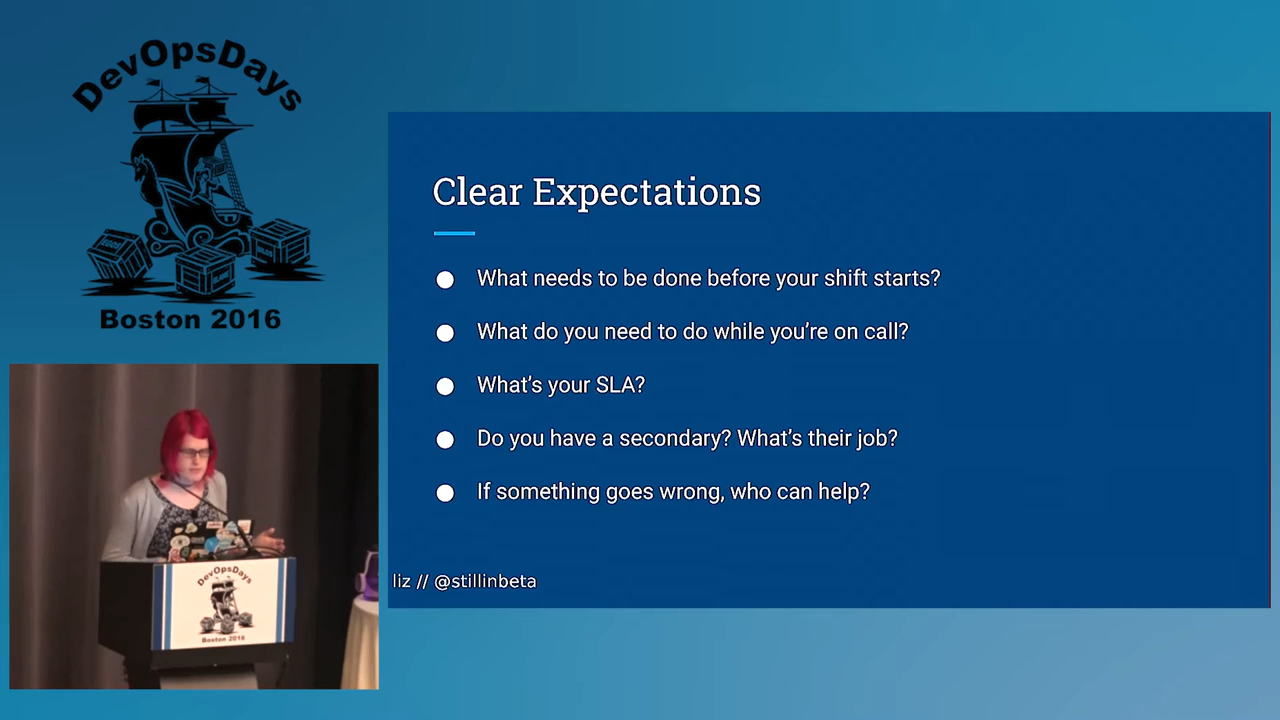 DevOpsDays
Boston 2016
Clear Expectations
What needs to be done before your shift starts?
What do you need to do while you're on call?
What's your SLA?
Do you have a secondary? What's their job?
If something goes wrong, who can help?
liz // @stillinbeta
DevOpsDays
Boston 2016